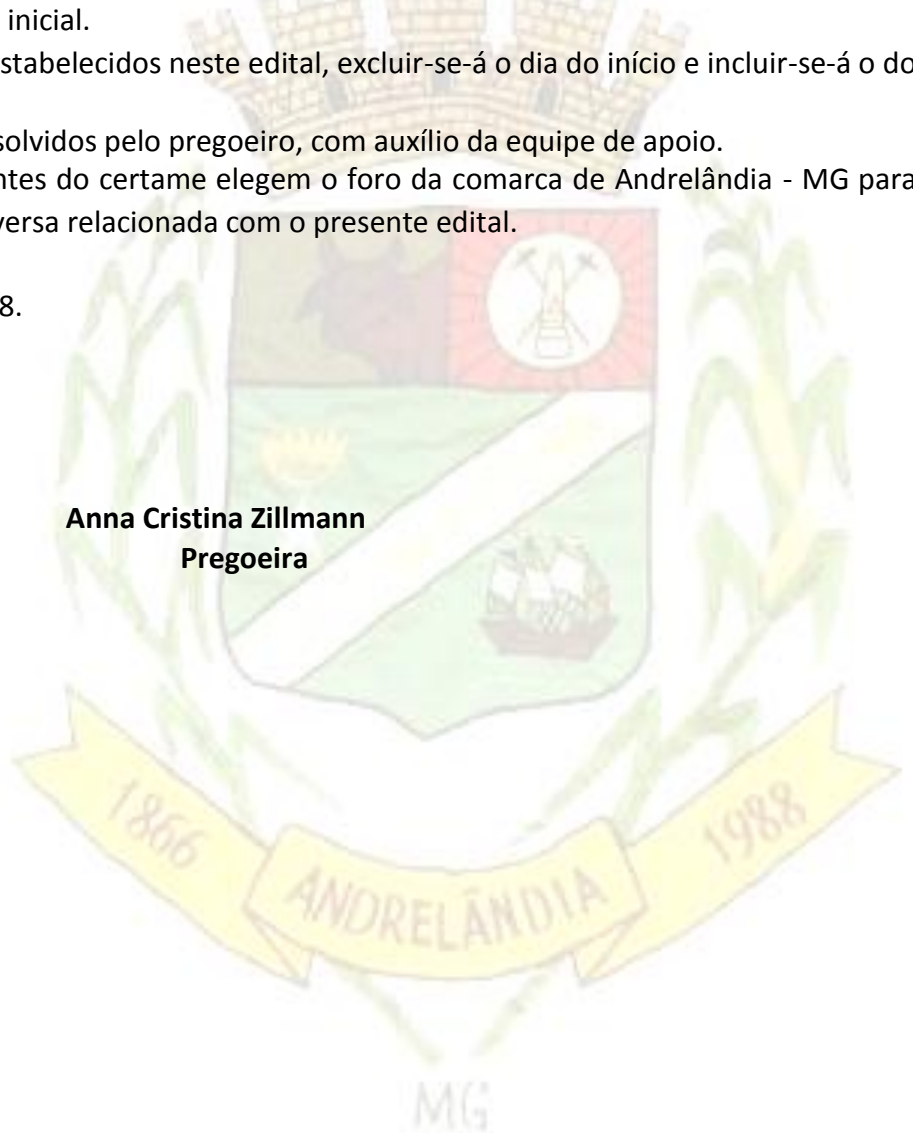 inicial.
stabelecidos neste edital, excluir-se-á o dia do início e incluir-se-á o do
solvidos pelo pregoeiro, com auxílio da equipe de apoio.
ntes do certame elegem o foro da comarca de Andrelândia - MG para
versa relacionada com o presente edital.
8.
Anna Cristina Zillmann
Pregoeira
1866
ANDRELÂNDIA
1988
MG